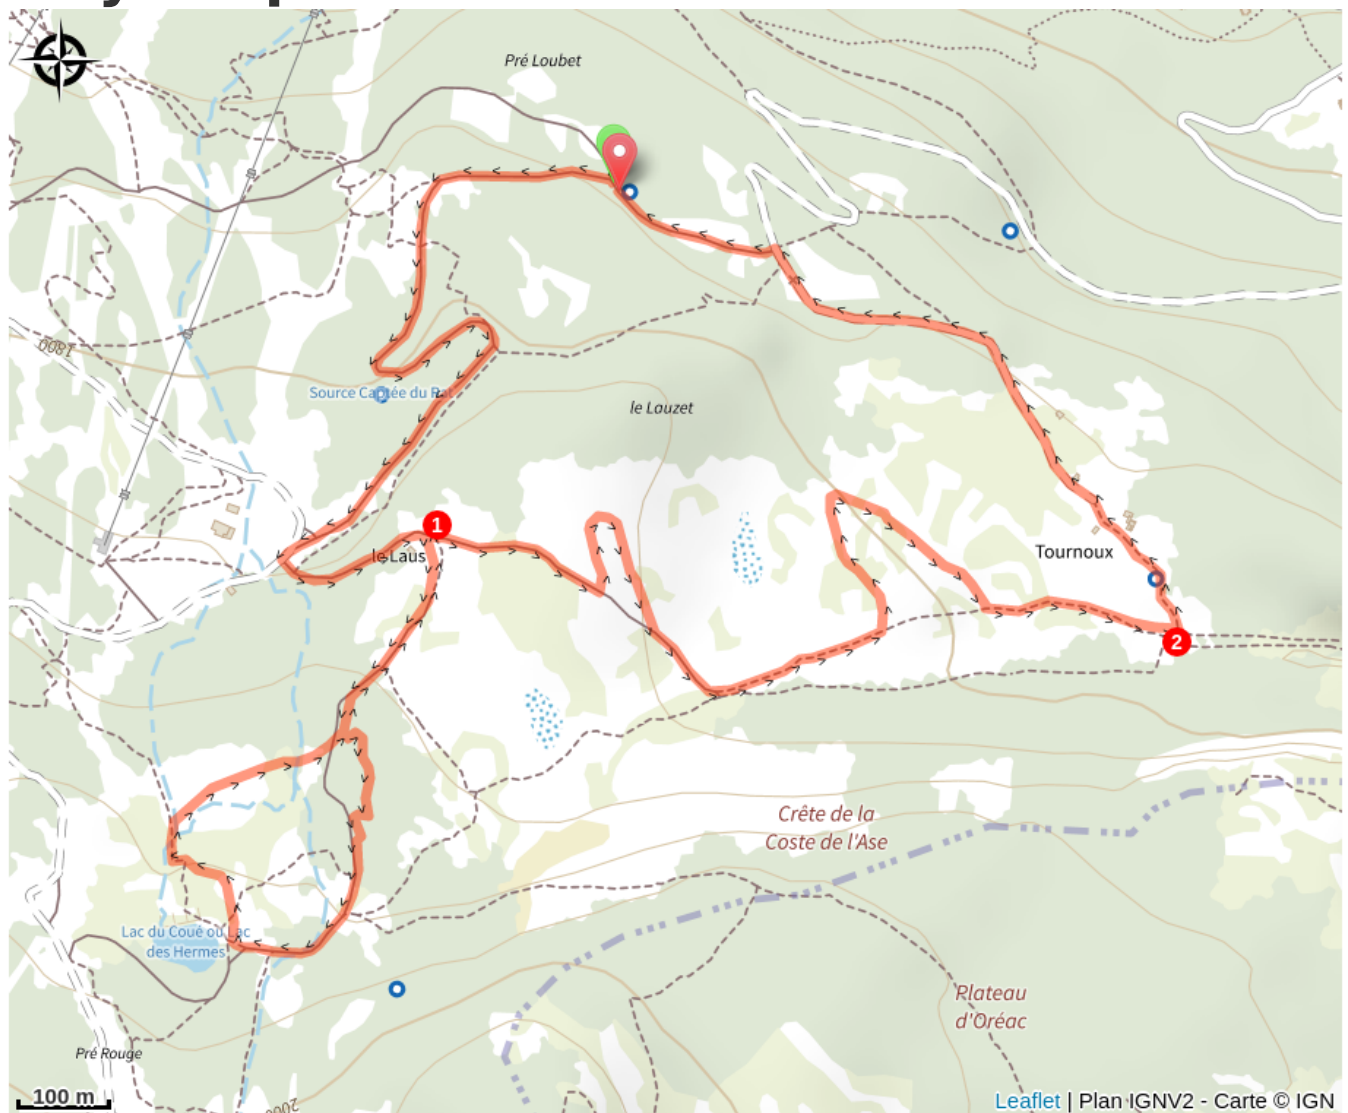 Pré Loubet
1800
Source Captée du Rat
le Lauzet
1
le Laus
Tournoux
2
Crête de la
Coste de l'Ase
Lac du Coué ou Lac
des Hermes
Plateau
d'Oréac
Pré Rouge
100 m
2000
Leaflet | Plan IGNV2 - Carte © IGN